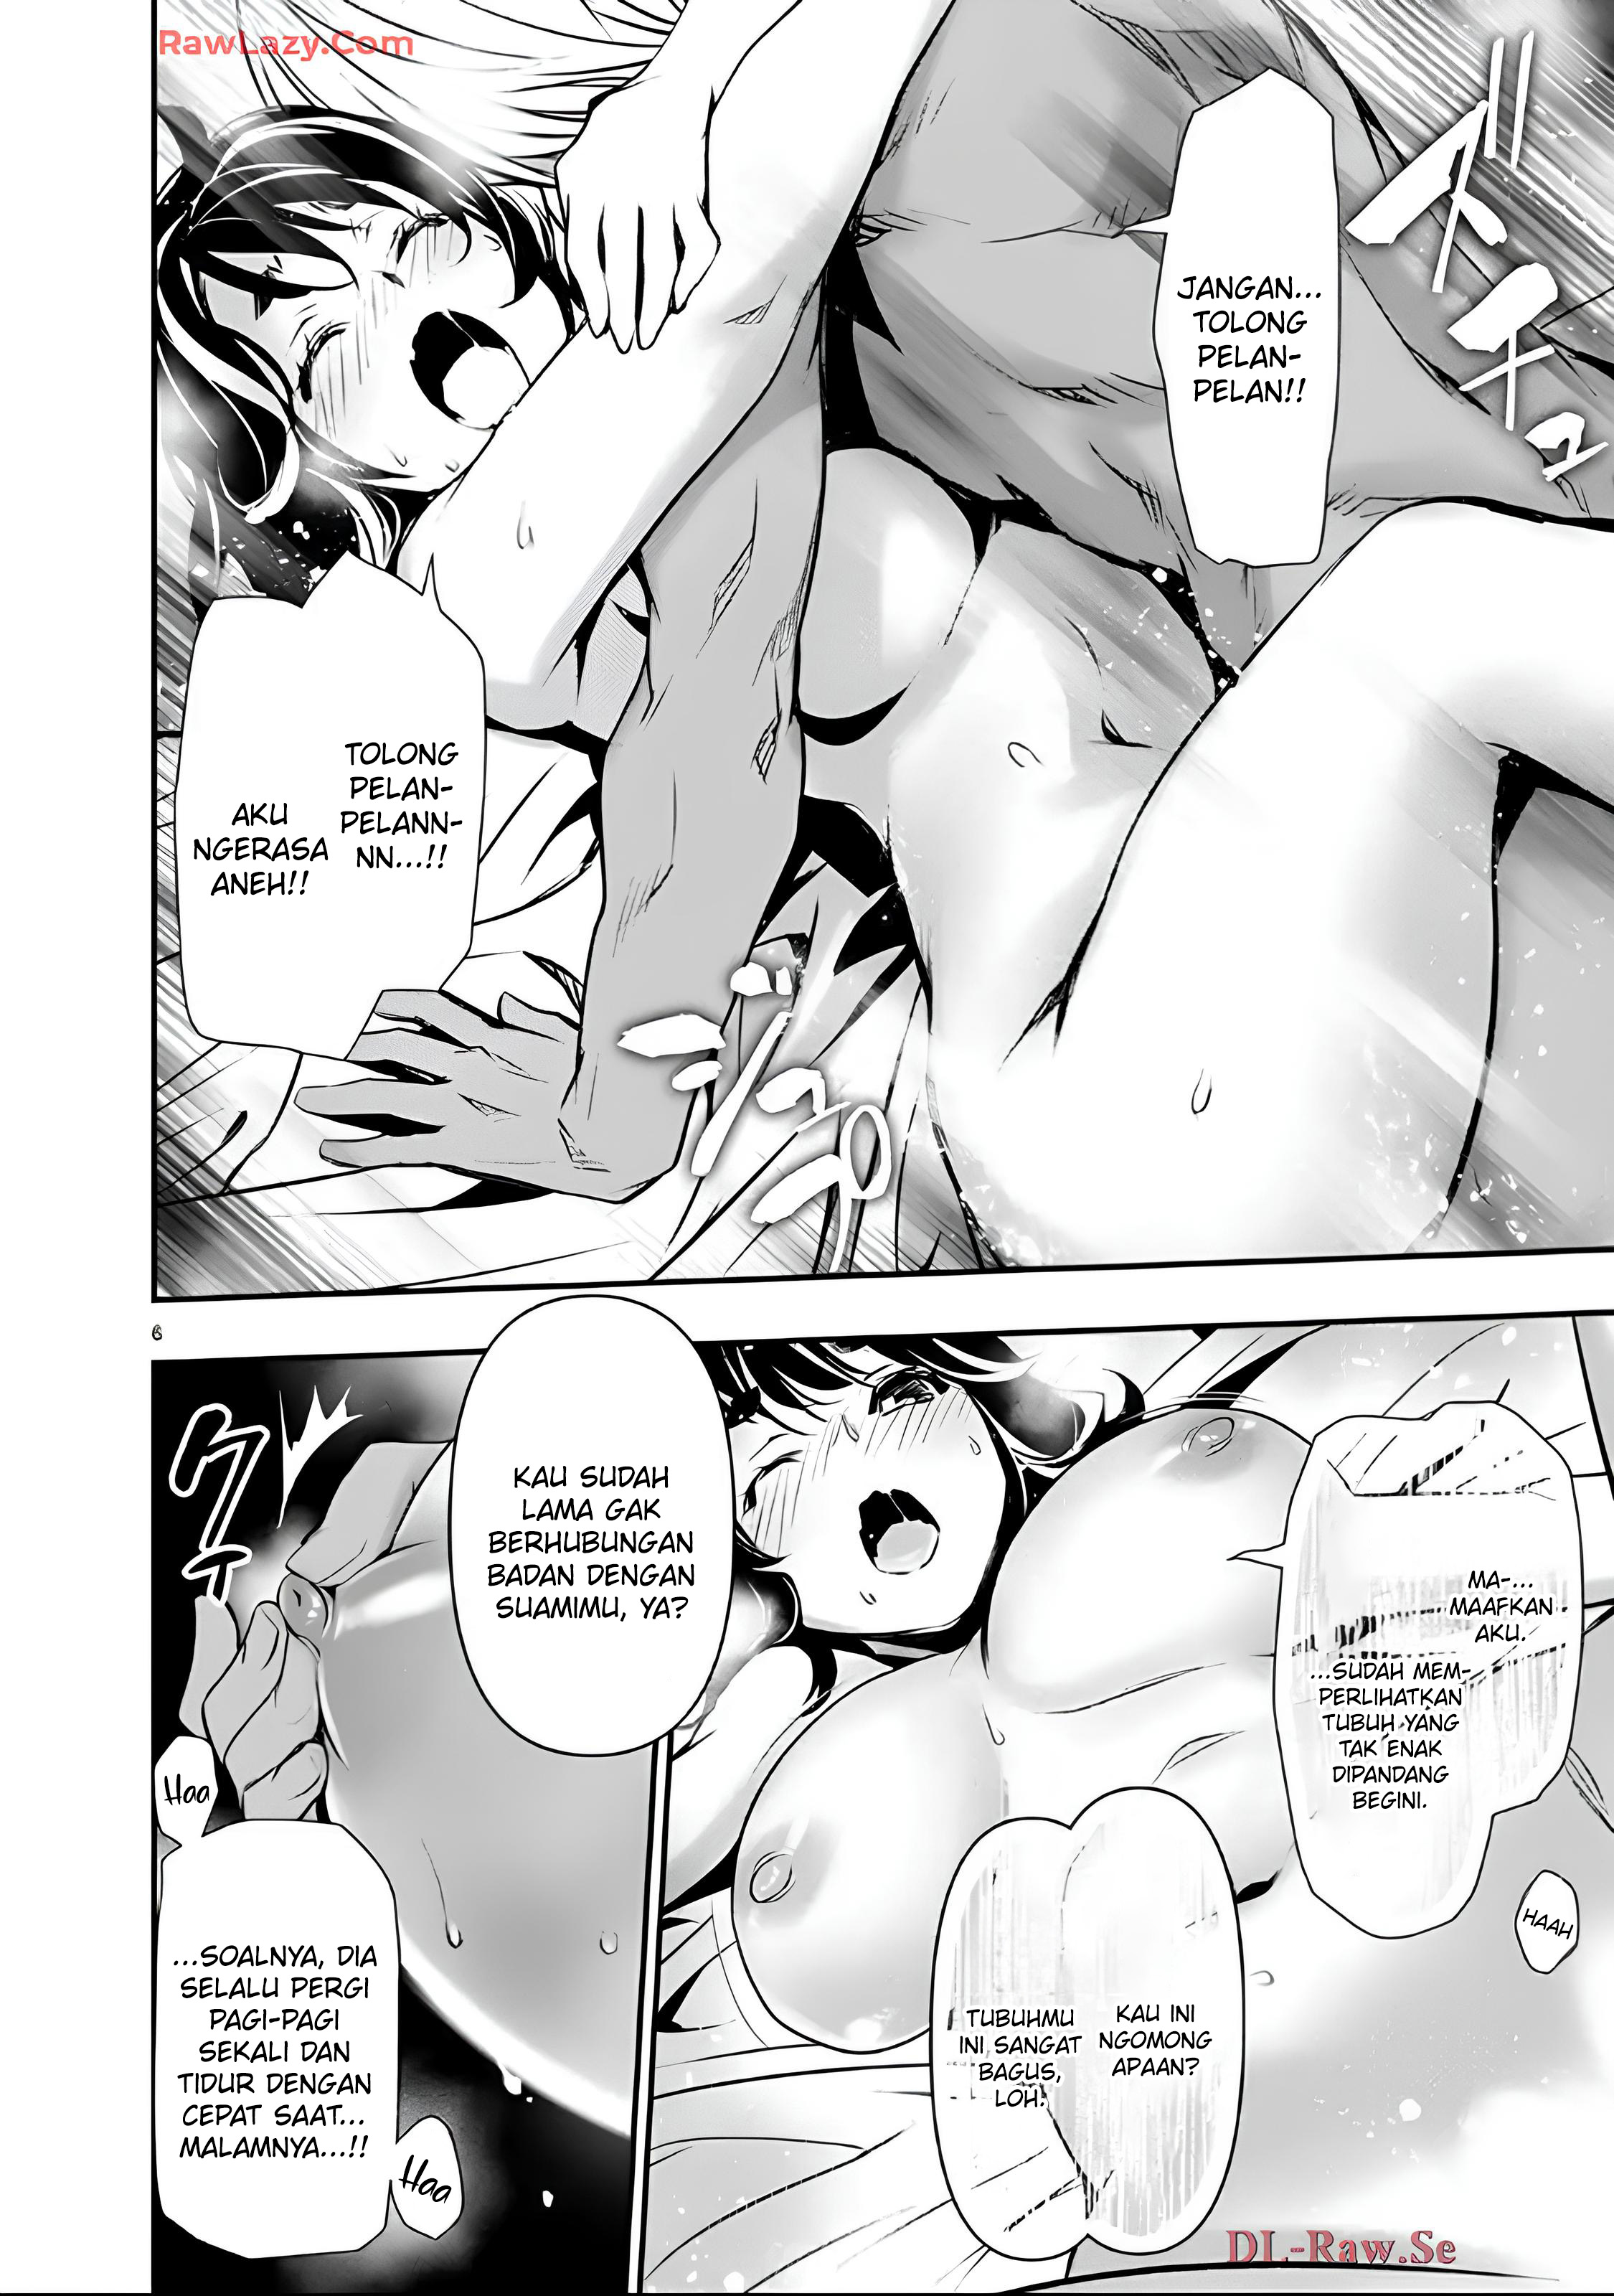 RawLazy.Com
ズチュ
JANGAN...
TOLONG
PELAN-
PELAN!!
TOLONG
PELAN-
PELANN-
NN...!!
AKU
NGERASA
ANEH!!
6
MA-...
MAAFKAN
AKU.
...SUDAH MEM-
PERLIHATKAN
TUBUH YANG
TAK ENAK
DIPANDANG
BEGINI.
HAAH
KAU INI
NGOMONG
APAAN?
TUBUHMU
INI SANGAT
BAGUS,
LOH.
KAU SUDAH
LAMA GAK
BERHUBUNGAN
BADAN DENGAN
SUAMIMU, YA?
Haa
...SOALNYA, DIA
SELALU PERGI
PAGI-PAGI
SEKALI DAN
TIDUR DENGAN
CEPAT SAAT...
MALAMNYA...!!
Haa
DL-Raw.Se